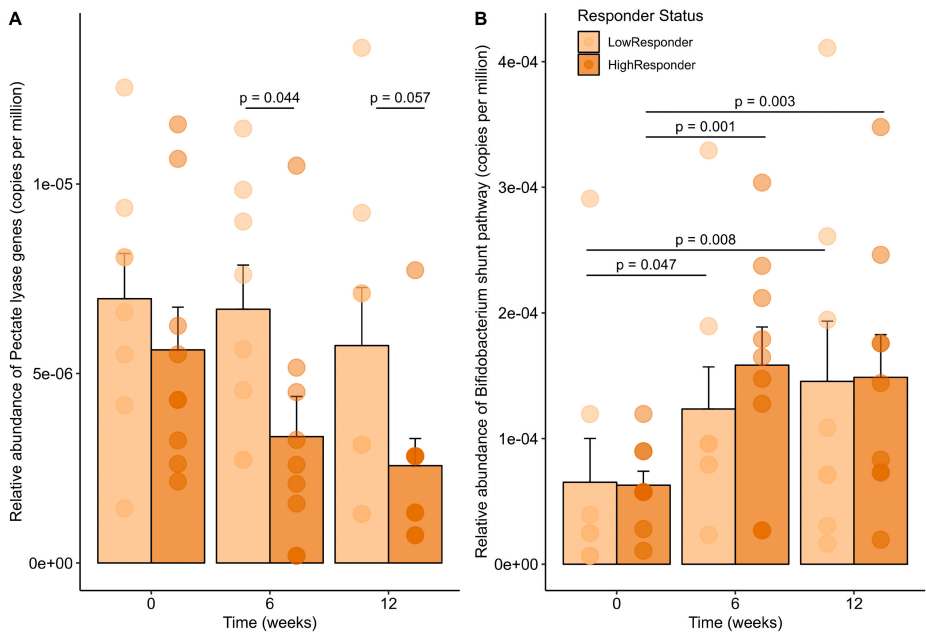 A
Relative abundance of Pectate lyase genes (copies per million)
1e-05
5e-06
0e+00
p = 0.044
p = 0.057
0
6
12
Time (weeks)
B
Relative abundance of Bifidobacterium shunt pathway (copies per million)
Responder Status
LowResponder
HighResponder
4e-04
3e-04
2e-04
1e-04
0e+00
p = 0.003
p = 0.001
p = 0.008
p = 0.047
0
6
12
Time (weeks)